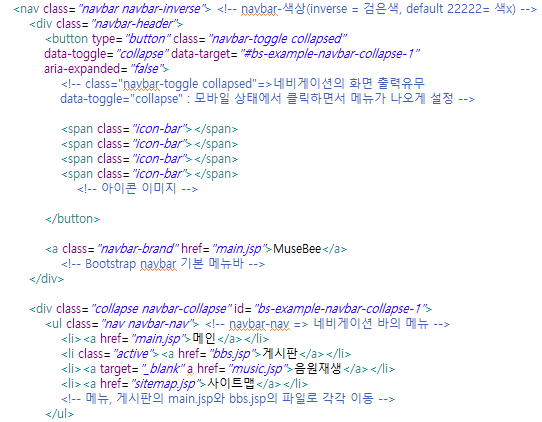 <nav class="navbar navbar-inverse"> <!-- navbar-색상(inverse = 검은색, default 22222= 색x) -->
<div class="navbar-header">
<button type="button" class="navbar-toggle collapsed"
data-toggle="collapse" data-target="#bs-example-navbar-collapse-1"
aria-expanded="false">
<!-- class="navbar-toggle collapsed"=>네비게이션의 화면 출력유무
data-toggle="collapse" : 모바일 상태에서 클릭하면서 메뉴가 나오게 설정 -->
<span class="icon-bar"></span>
<span class="icon-bar"></span>
<span class="icon-bar"></span>
<span class="icon-bar"></span>
<!-- 아이콘 이미지 -->
</button>
<a class="navbar-brand" href="main.jsp">MuseBee</a>
<!-- Bootstrap navbar 기본 메뉴바 -->
</div>
<div class="collapse navbar-collapse" id="bs-example-navbar-collapse-1">
<ul class="nav navbar-nav"> <!-- navbar-nav => 네비게이션 바의 메뉴 -->
<li><a href="main.jsp">메인</a></li>
<li class="active"><a href="bbs.jsp">게시판</a></li>
<li><a target="_blank" a href="music.jsp">음원재생</a></li>
<li><a href="sitemap.jsp">사이트맵</a></li>
<!-- 메뉴, 게시판의 main.jsp와 bbs.jsp의 파일로 각각 이동 -->
</ul>